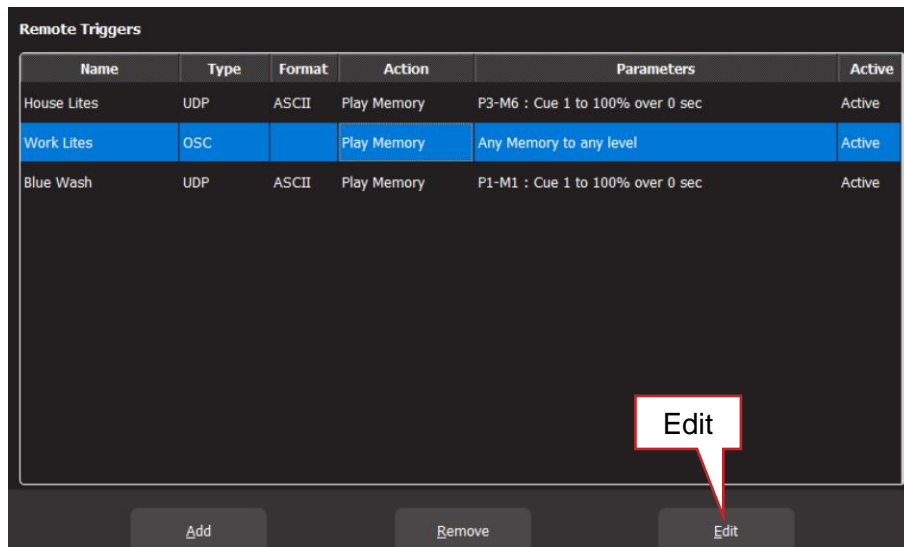 Remote Triggers
Name Type Format Action Parameters Active
House Lites UDP ASCII Play Memory P3-M6 : Cue 1 to 100% over 0 sec Active
Work Lites OSC Play Memory Any Memory to any level Active
Blue Wash UDP ASCII Play Memory P1-M1 : Cue 1 to 100% over 0 sec Active
Edit
Add Remove Edit